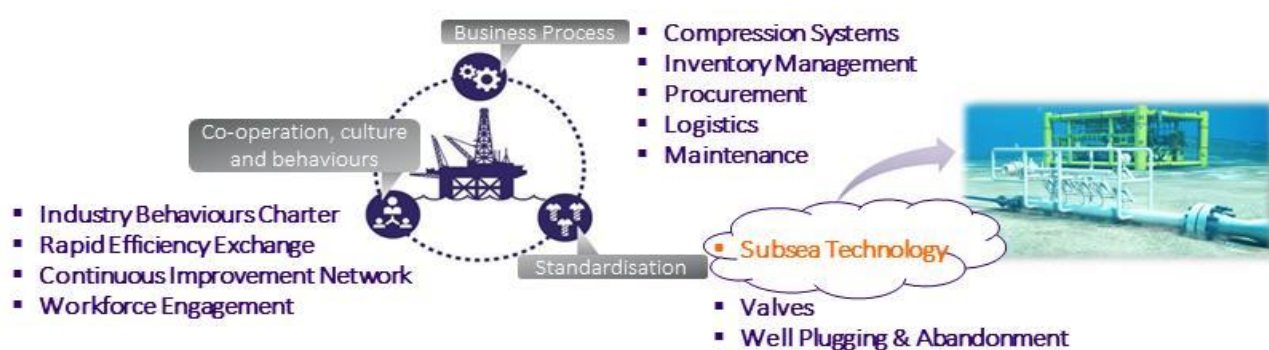 Business Process
▪ Compression Systems
▪ Inventory Management
▪ Procurement
▪ Logistics
▪ Maintenance
Co-operation, culture
and behaviours
▪ Industry Behaviours Charter
▪ Rapid Efficiency Exchange
▪ Continuous Improvement Network
▪ Workforce Engagement
Standardisation
▪ Subsea Technology
▪ Valves
▪ Well Plugging & Abandonment